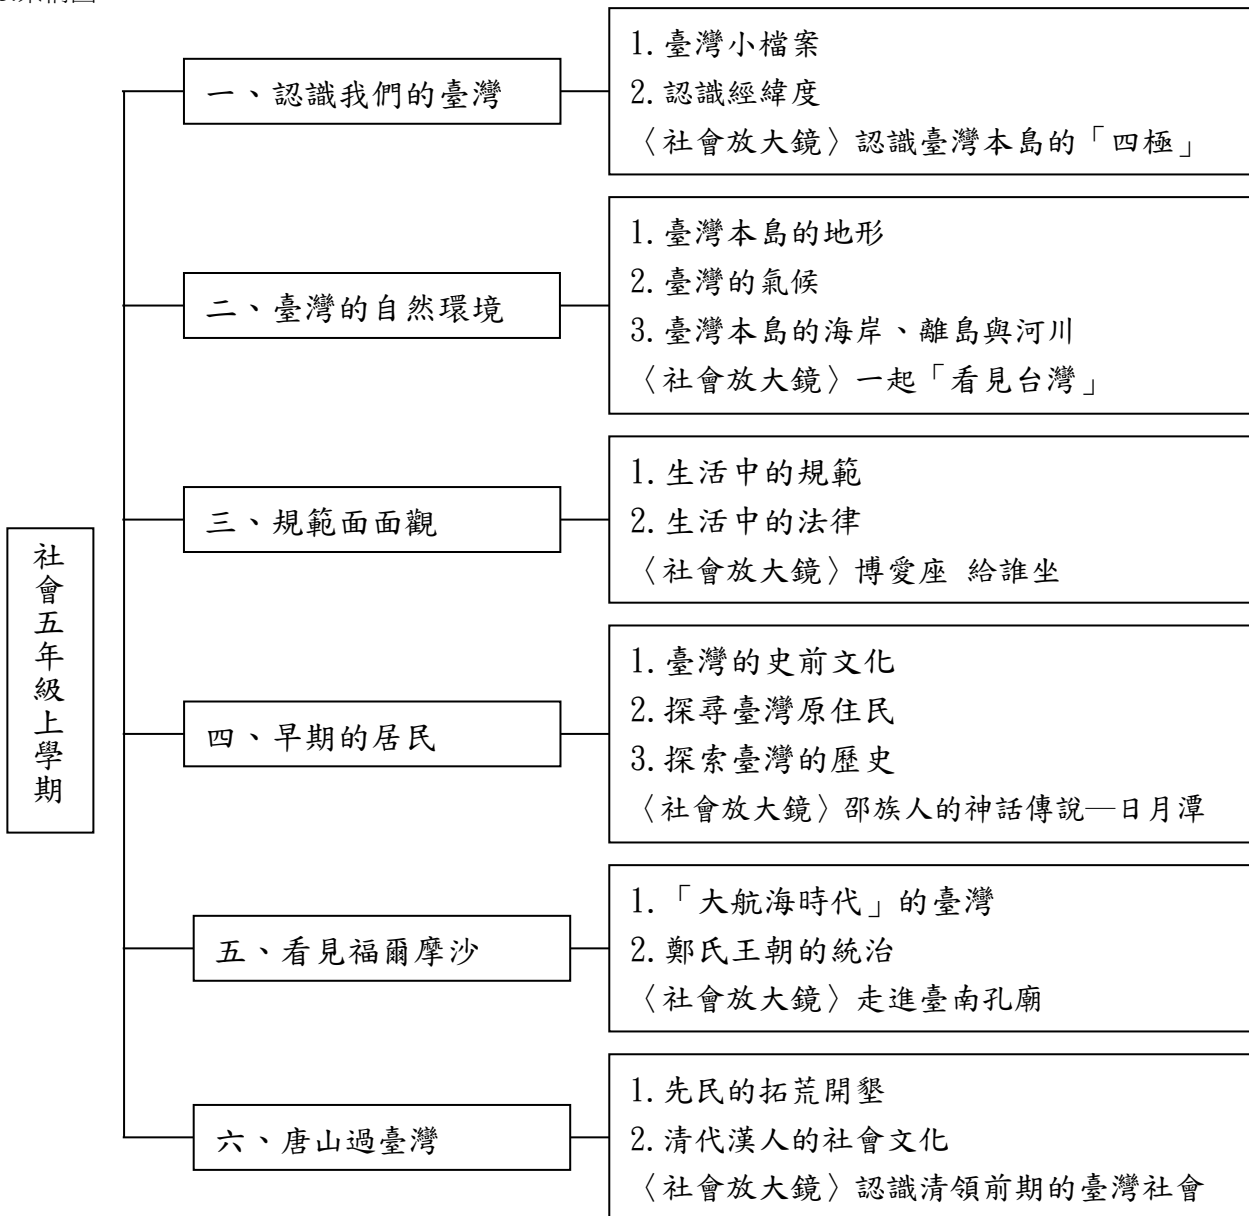 社會五年級上學期
一、認識我們的臺灣
1.臺灣小檔案
2.認識經緯度
〈社會放大鏡〉認識臺灣本島的「四極」
二、臺灣的自然環境
1.臺灣本島的地形
2.臺灣的氣候
3.臺灣本島的海岸、離島與河川
〈社會放大鏡〉一起「看見台灣」
三、規範面面觀
1.生活中的規範
2.生活中的法律
〈社會放大鏡〉博愛座 給誰坐
四、早期的居民
1.臺灣的史前文化
2.探尋臺灣原住民
3.探索臺灣的歷史
〈社會放大鏡〉邵族人的神話傳說—日月潭
五、看見福爾摩沙
1.「大航海時代」的臺灣
2.鄭氏王朝的統治
〈社會放大鏡〉走進臺南孔廟
六、唐山過臺灣
1.先民的拓荒開墾
2.清代漢人的社會文化
〈社會放大鏡〉認識清領前期的臺灣社會